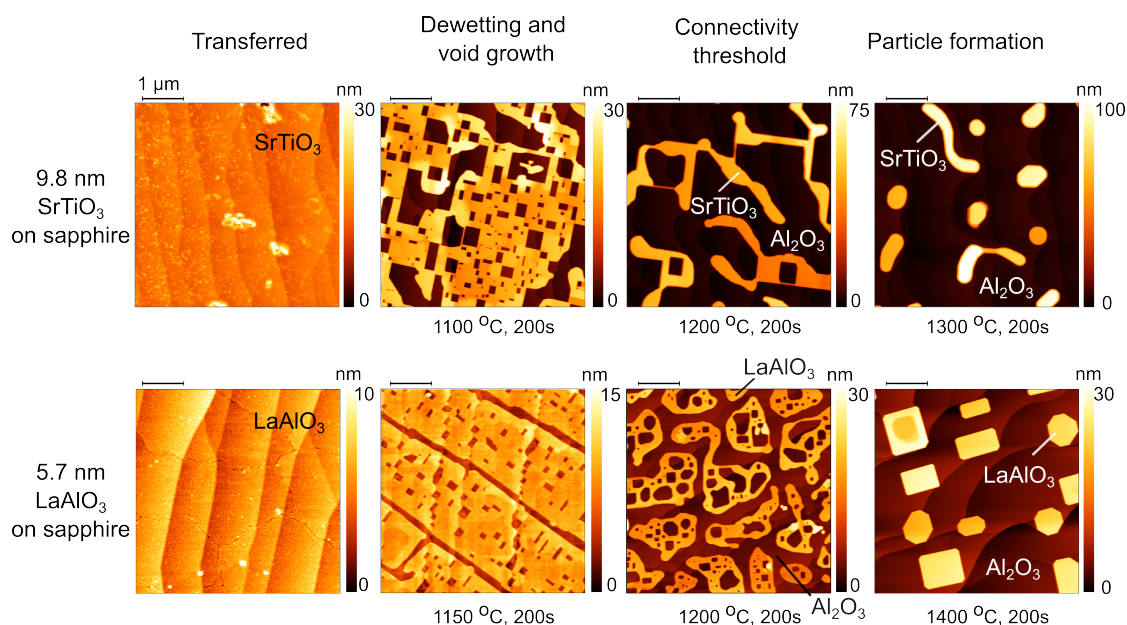 Transferred
Dewetting and
void growth
Connectivity
threshold
Particle formation
1 µm
nm
nm
nm
nm
30
30
75
100
SrTiO3
SrTiO3
Al2O3
SrTiO3
Al2O3
9.8 nm
SrTiO3
on sapphire
0
0
0
0
1100 °C, 200s
1200 °C, 200s
1300 °C, 200s
nm
nm
LaAlO3
nm
nm
10
15
30
30
LaAlO3
LaAlO3
5.7 nm
LaAlO3
on sapphire
Al2O3
0
0
0
0
Al2O3
1150 °C, 200s
1200 °C, 200s
1400 °C, 200s